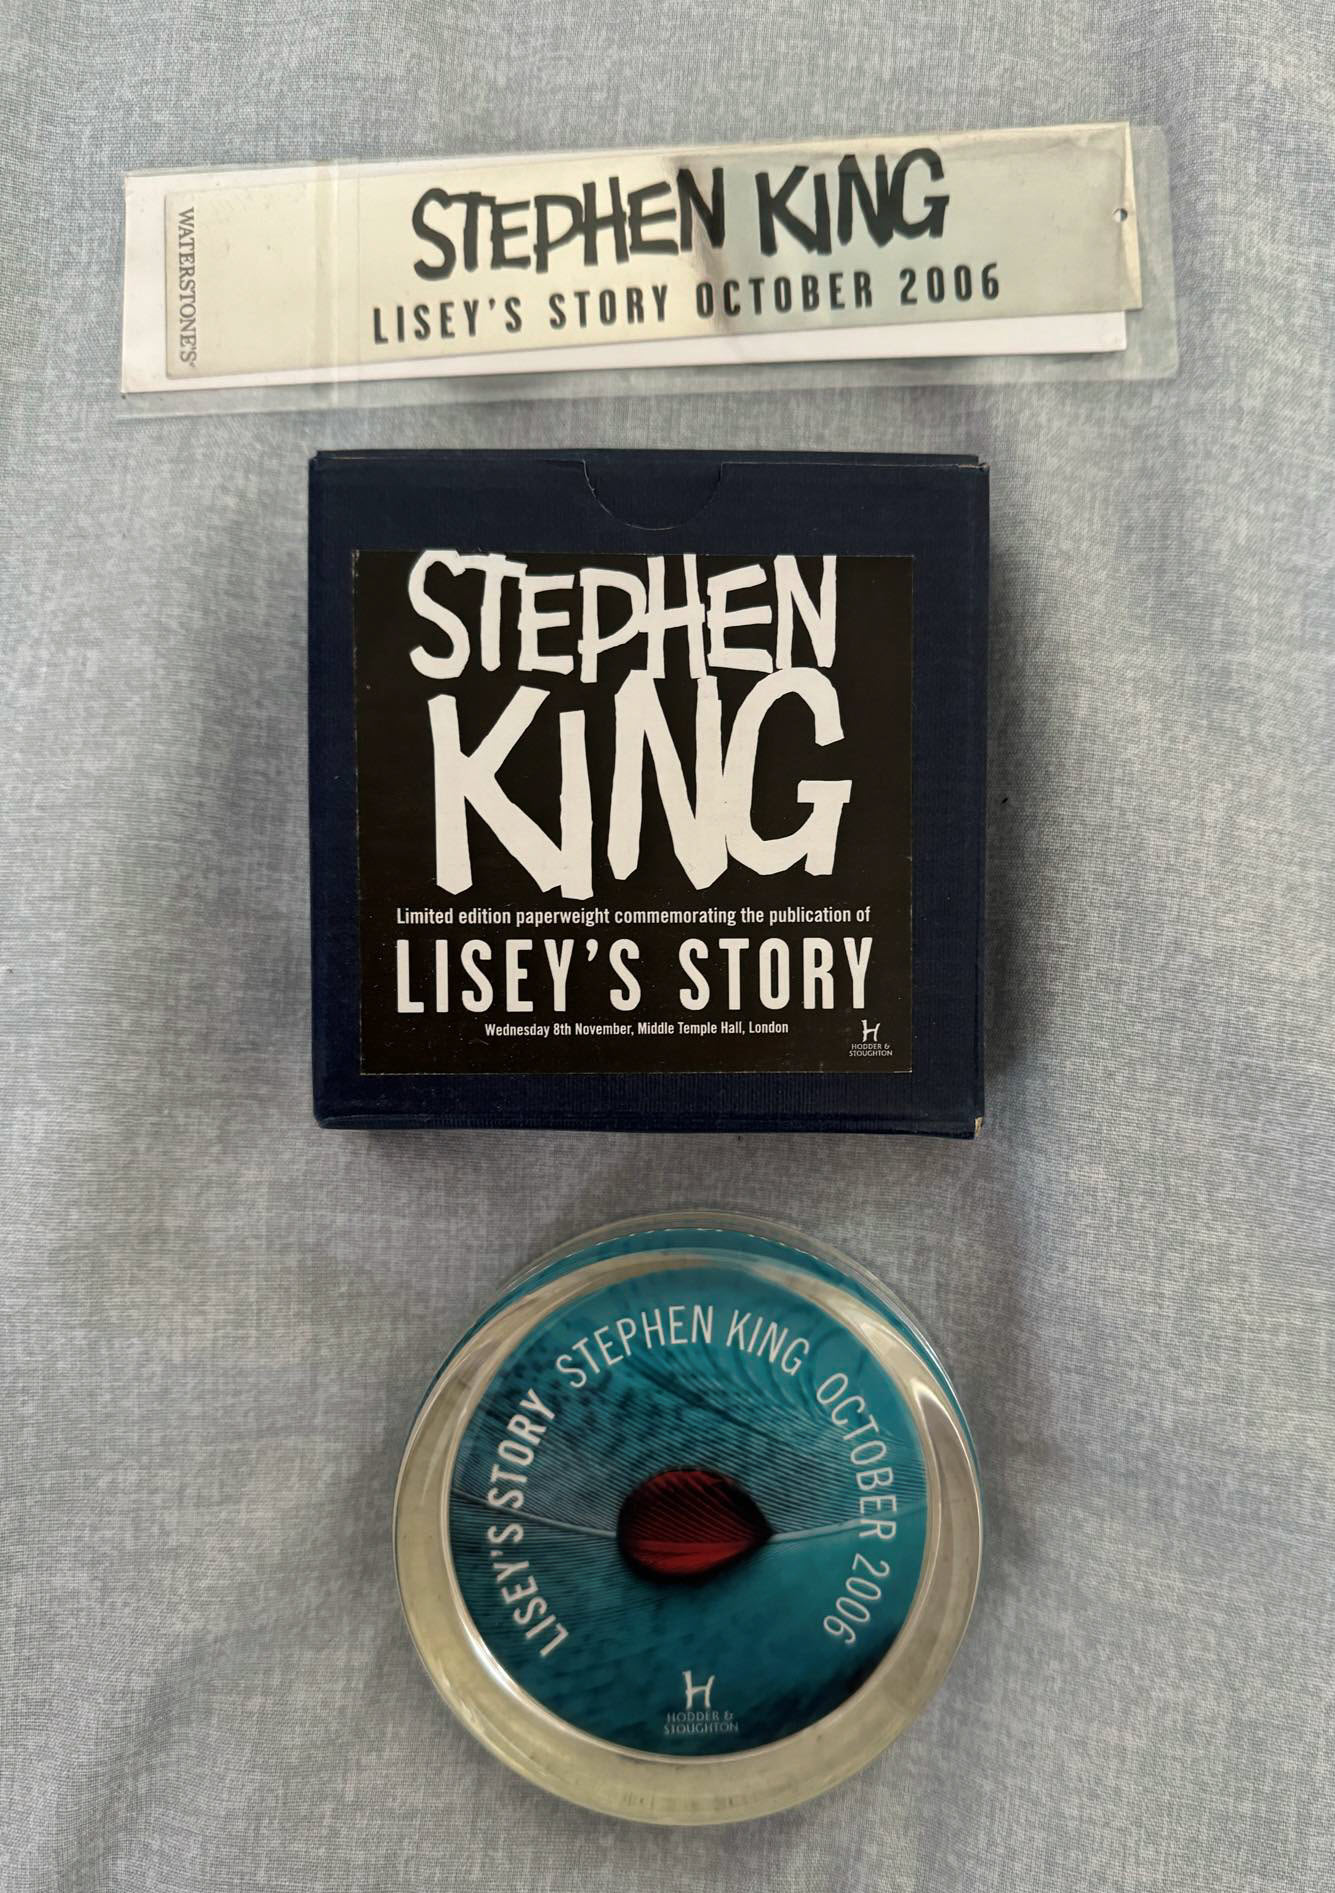 WATERSTONE'S
STEPHEN KING
LISEY'S STORY OCTOBER 2006
STEPHEN
KING
Limited edition paperweight commemorating the publication of
LISEY'S STORY
Wednesday 8th November, Middle Temple Hall, London
HODDER &
STOUGHTON
LISEY'S STORY STEPHEN KING OCTOBER 2006
HODDER &
STOUGHTON